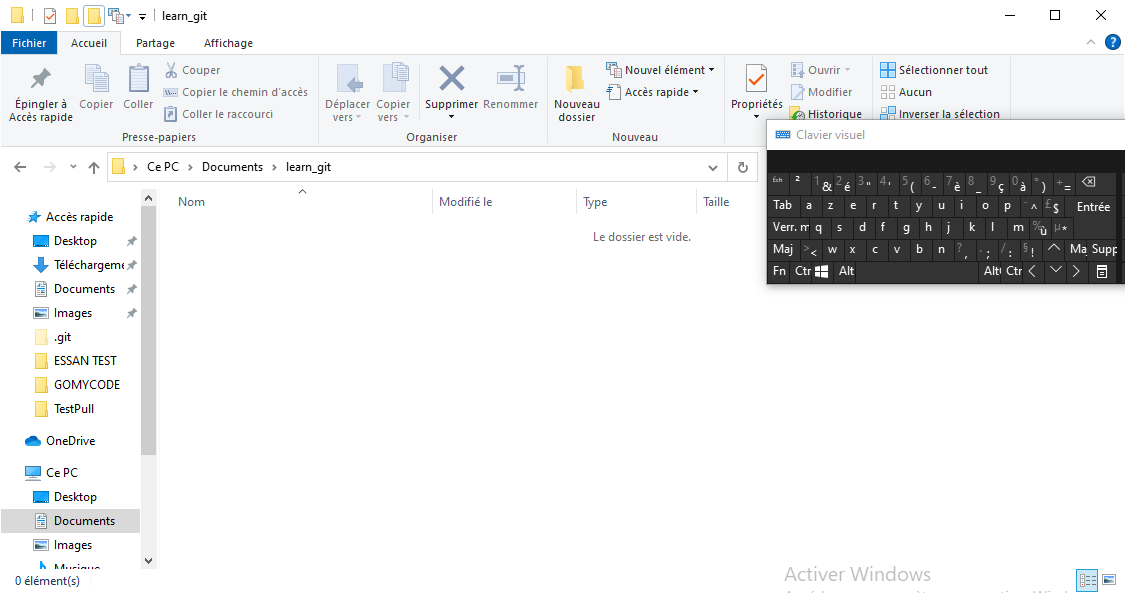 learn_git
Fichier Accueil Partage Affichage
Épingler à Accès rapide
Copier
Coller
Couper
Copier le chemin d'accès
Coller le raccourci
Presse-papiers
Déplacer vers
Copier vers
Supprimer
Renommer
Organiser
Nouveau dossier
Nouvel élément
Accès rapide
Nouveau
Propriétés
Ouvrir
Modifier
Historique
Sélectionner tout
Aucun
Inverser la sélection
Clavier visuel
Ce PC > Documents > learn_git
Éch ² 1 & 2 é 3 " 4 ' 5 ( 6 - 7 è 8 _ 9 ç 0 à ° ) + =
Tab a z e r t y u i o p ¨ ^ £ $ Entrée
Verr. m q s d f g h j k l m % ù µ *
Maj > < w x c v b n ? , . ; / : § ! Ma Supp
Fn Ctr Alt Alt Ctr
Nom Modifié le Type Taille
Le dossier est vide.
Accès rapide
Desktop
Téléchargeme
Documents
Images
.git
ESSAN TEST
GOMYCODE
TestPull
OneDrive
Ce PC
Desktop
Documents
Images
Musique
0 élément(s)
Activer Windows